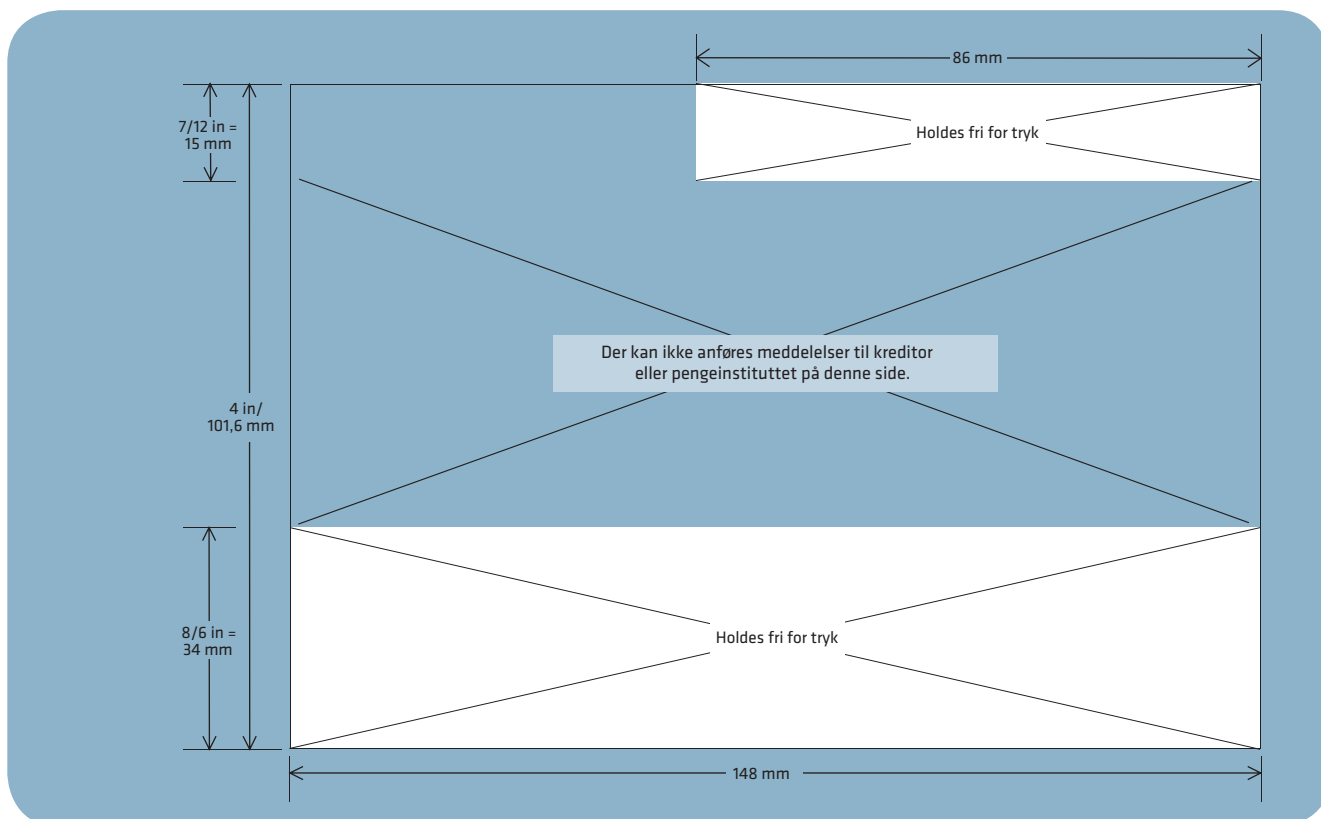 86 mm
7/12 in =
15 mm
Holdes fri for tryk
Der kan ikke anføres meddelelser til kreditor
eller pengeinstituttet på denne side.
4 in/
101,6 mm
8/6 in =
34 mm
Holdes fri for tryk
148 mm